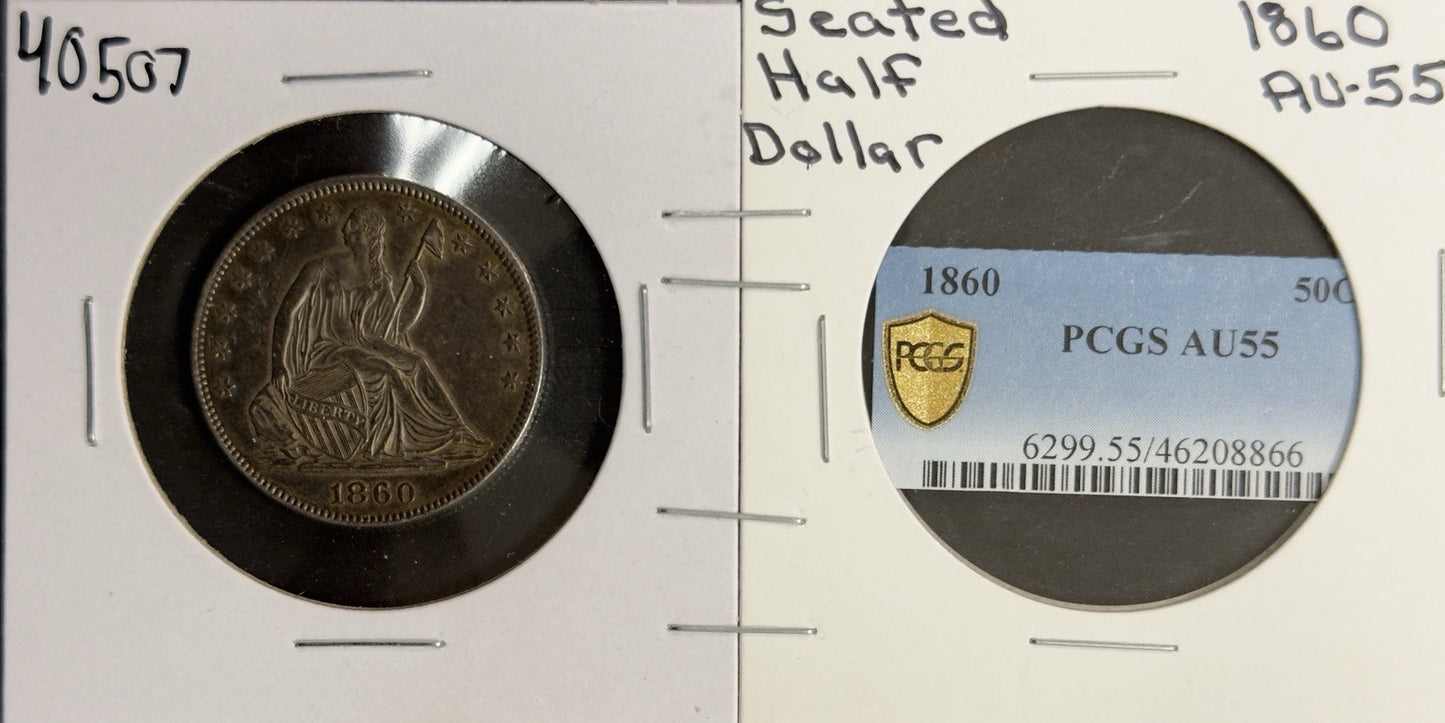 40507
LIBERTY
1860
Seated
Half
Dollar
1860
AU-55
1860
50C
PCGS AU55
PCGS
6299.55/46208866